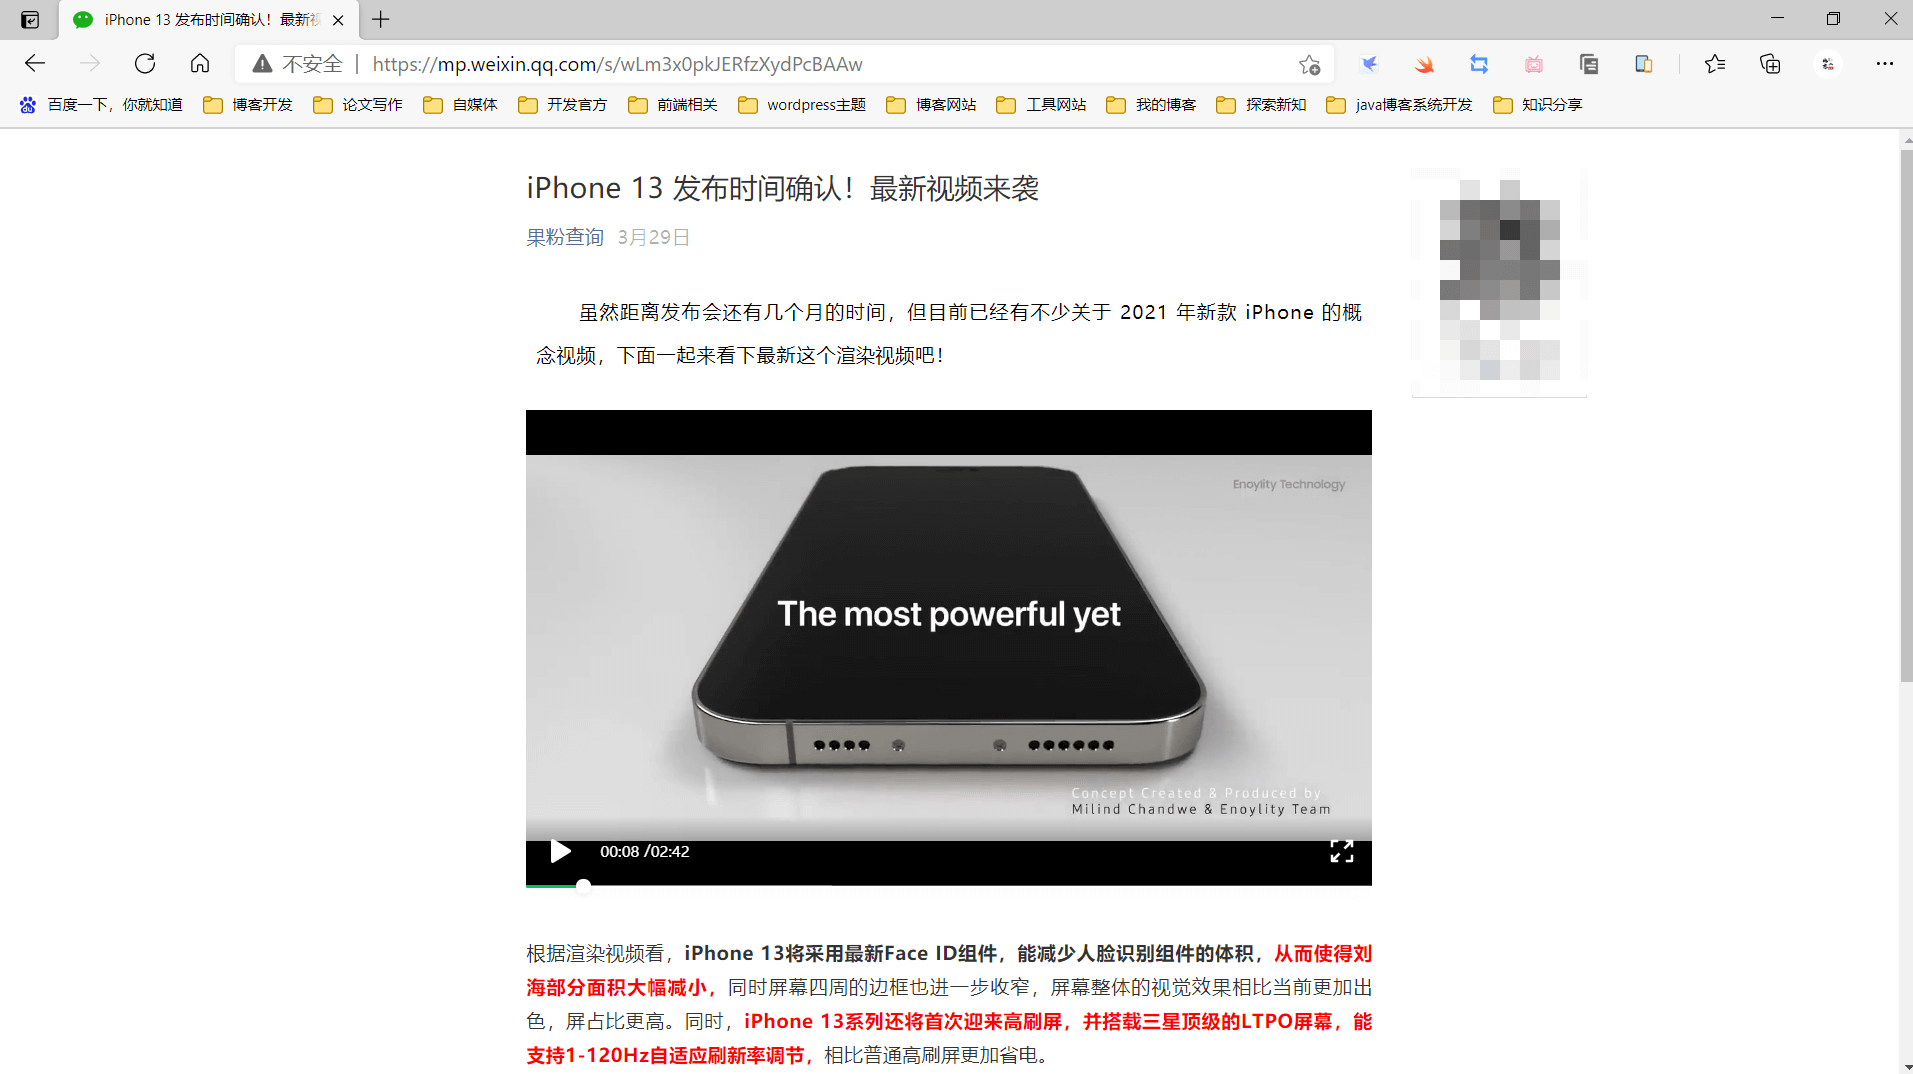 iPhone 13 发布时间确认！最新视
不安全 | https://mp.weixin.qq.com/s/wLm3x0pkJERfzXydPcBAAw
百度一下，你就知道 博客开发 论文写作 自媒体 开发官方 前端相关 wordpress主题 博客网站 工具网站 我的博客 探索新知 java博客系统开发 知识分享
iPhone 13 发布时间确认！最新视频来袭
果粉查询 3月29日
虽然距离发布会还有几个月的时间，但目前已经有不少关于 2021 年新款 iPhone 的概
念视频，下面一起来看下最新这个渲染视频吧！
Enoylity Technology
The most powerful yet
Concept Created & Produced by
Milind Chandwe & Enoylity Team
00:08 /02:42
根据渲染视频看，iPhone 13将采用最新Face ID组件，能减少人脸识别组件的体积，从而使得刘
海部分面积大幅减小，同时屏幕四周的边框也进一步收窄，屏幕整体的视觉效果相比当前更加出
色，屏占比更高。同时，iPhone 13系列还将首次迎来高刷屏，并搭载三星顶级的LTPO屏幕，能
支持1-120Hz自适应刷新率调节，相比普通高刷屏更加省电。